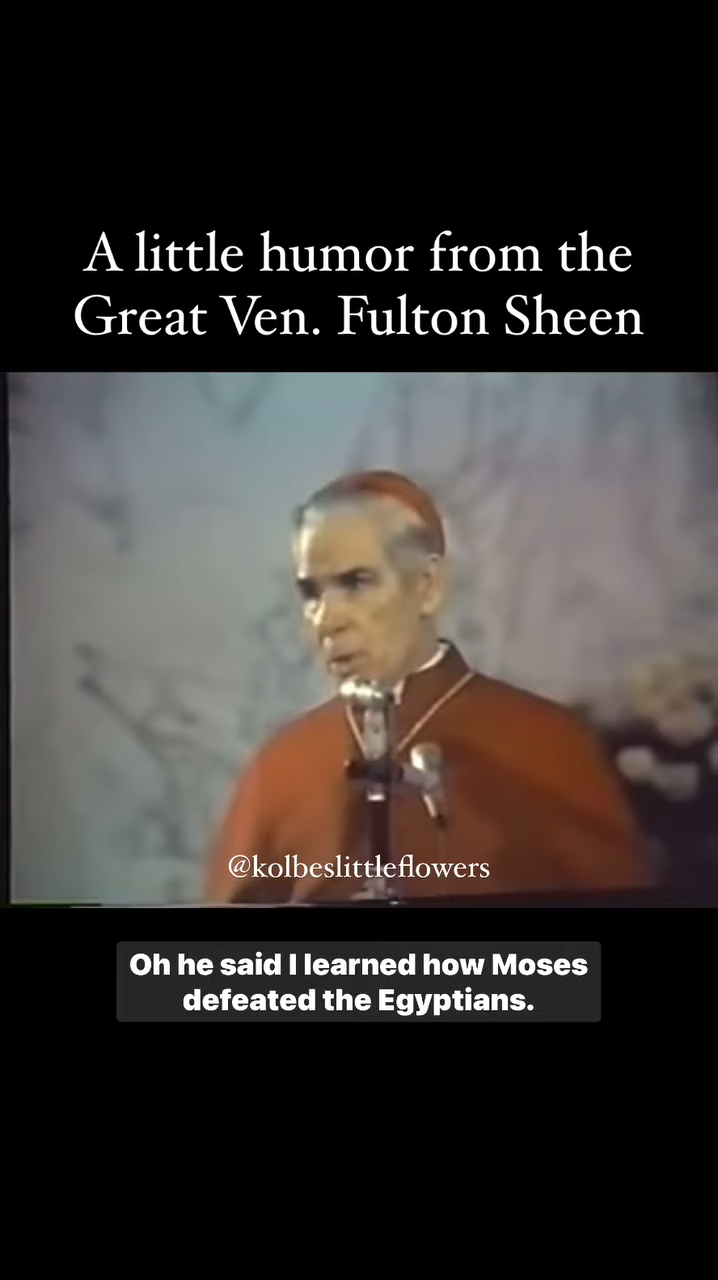 A little humor from the
Great Ven. Fulton Sheen
@kolbeslittleflowers
Oh he said I learned how Moses
defeated the Egyptians.